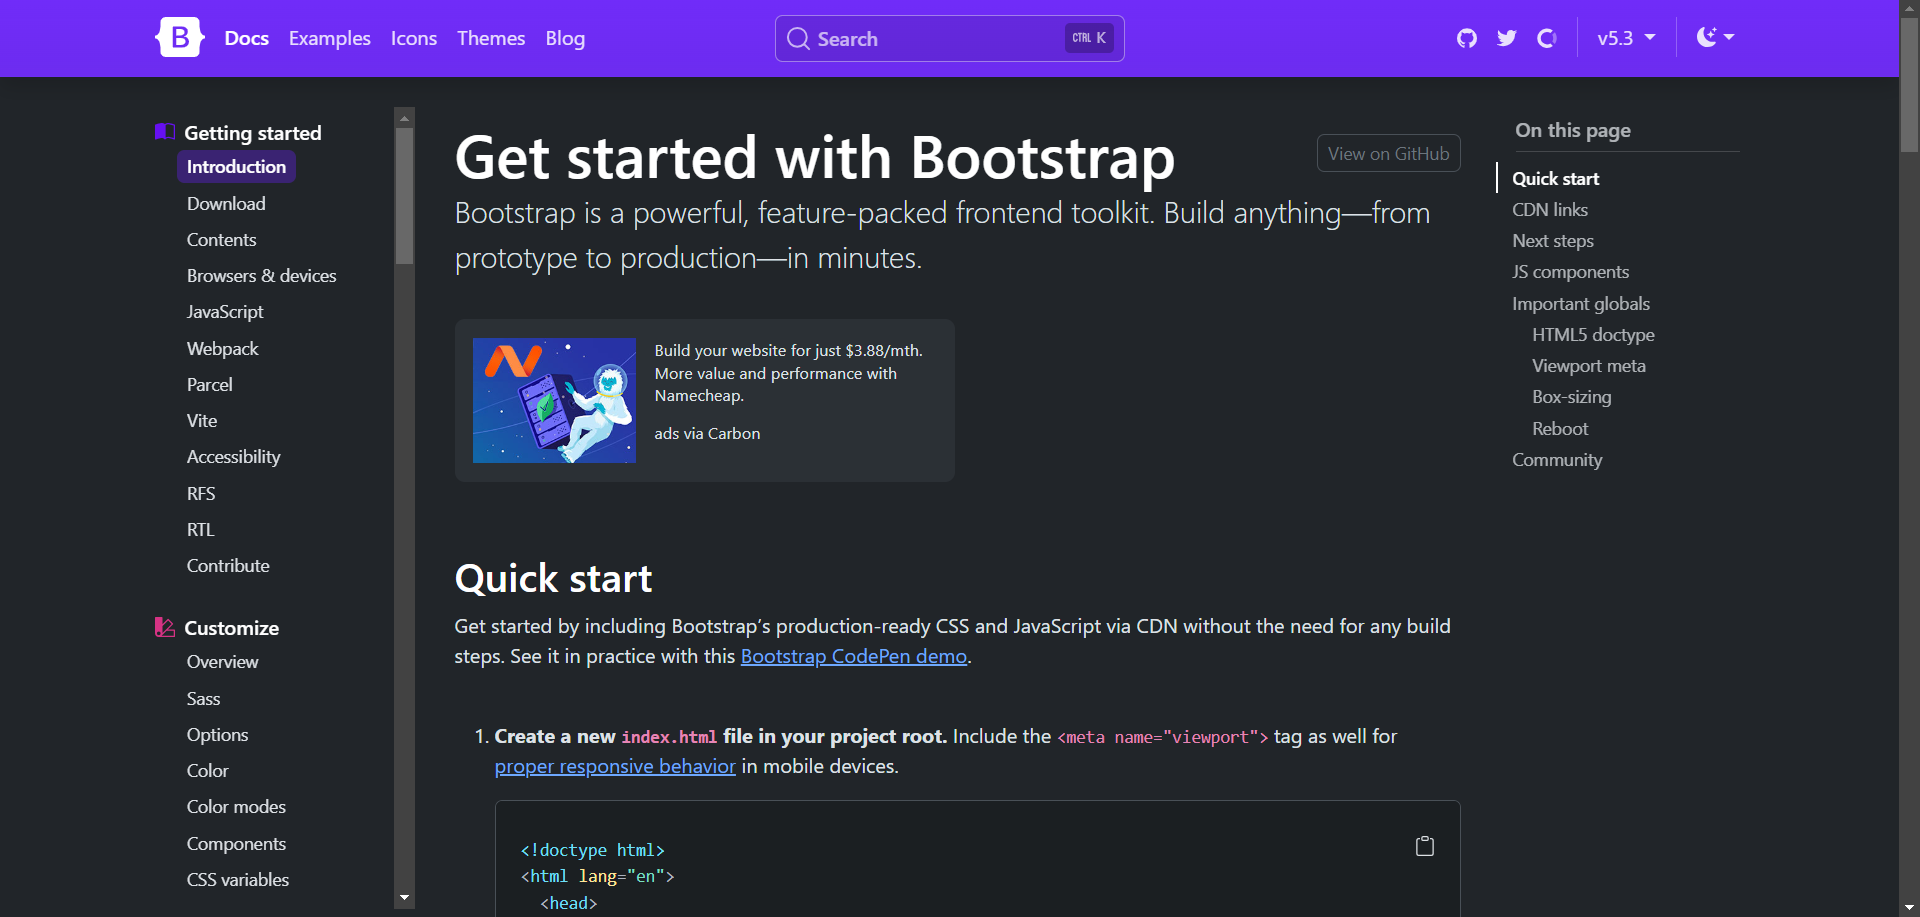 B Docs Examples Icons Themes Blog Search CTRL K v5.3
Getting started
Introduction
Download
Contents
Browsers & devices
JavaScript
Webpack
Parcel
Vite
Accessibility
RFS
RTL
Contribute
Customize
Overview
Sass
Options
Color
Color modes
Components
CSS variables
Get started with Bootstrap
View on GitHub
Bootstrap is a powerful, feature-packed frontend toolkit. Build anything—from
prototype to production—in minutes.
Build your website for just $3.88/mth.
More value and performance with
Namecheap.
ads via Carbon
Quick start
Get started by including Bootstrap’s production-ready CSS and JavaScript via CDN without the need for any build
steps. See it in practice with this Bootstrap CodePen demo.
1. Create a new index.html file in your project root. Include the <meta name="viewport"> tag as well for
proper responsive behavior in mobile devices.
<!doctype html>
<html lang="en">
<head>
On this page
Quick start
CDN links
Next steps
JS components
Important globals
HTML5 doctype
Viewport meta
Box-sizing
Reboot
Community